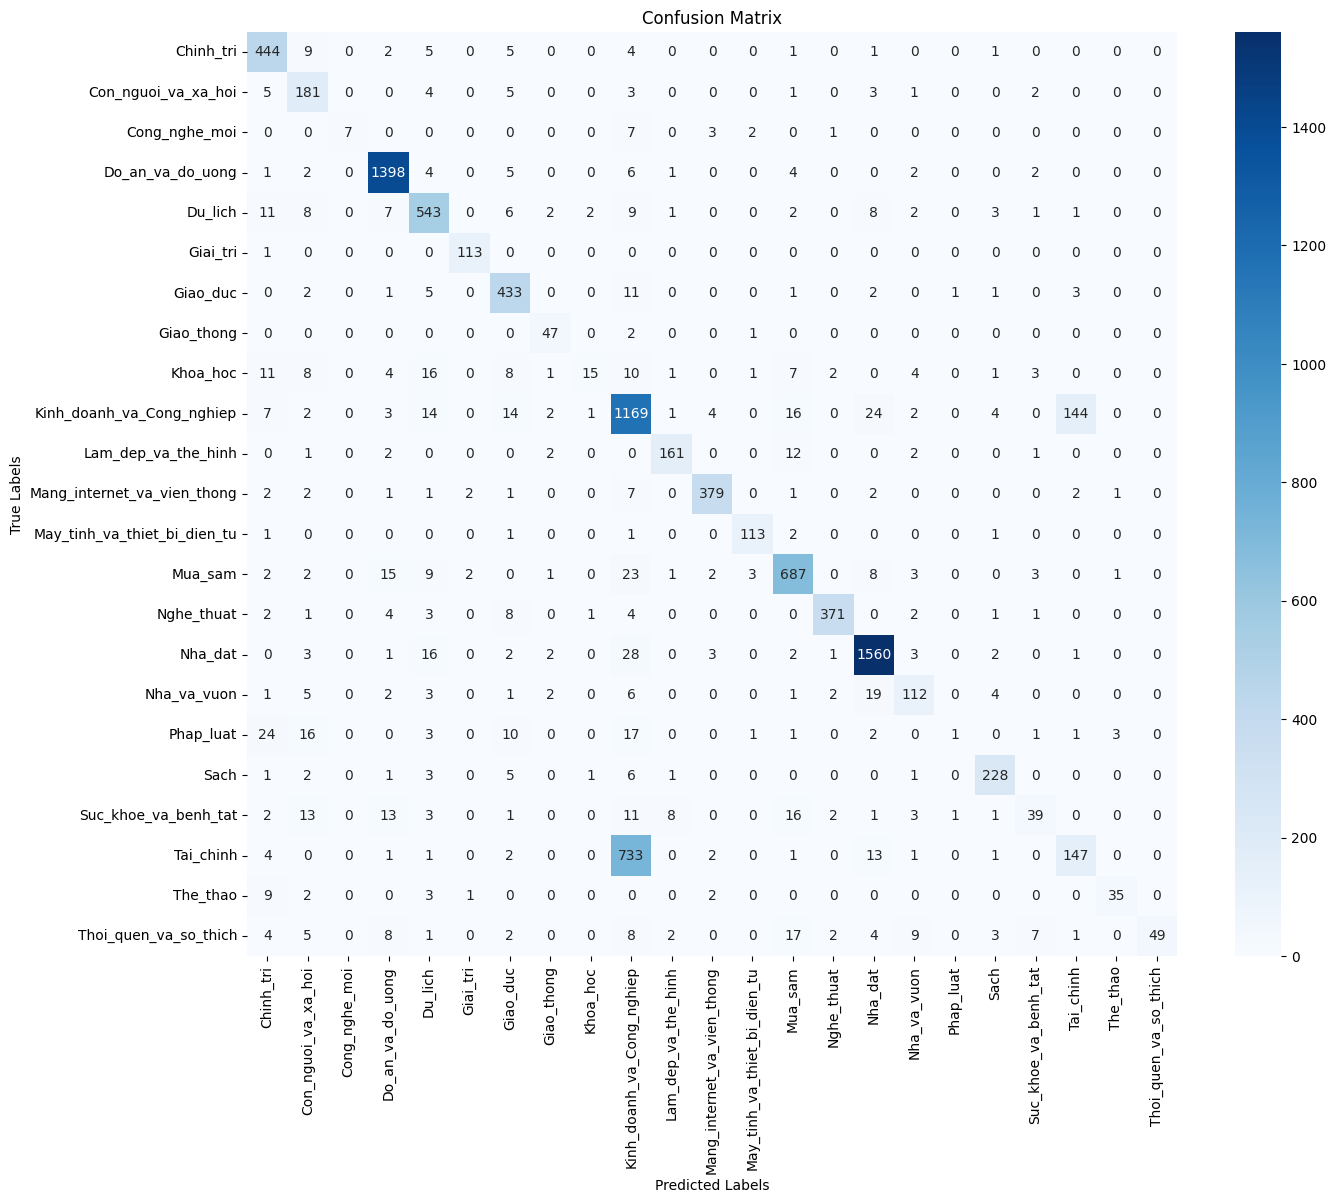 Confusion Matrix
Chinh_tri 444 9 0 2 5 0 5 0 0 4 0 0 0 1 0 1 0 0 1 0 0 0 0
Con_nguoi_va_xa_hoi 5 181 0 0 4 0 5 0 0 3 0 0 0 1 0 3 1 0 0 2 0 0 0
Cong_nghe_moi 0 0 7 0 0 0 0 0 0 7 0 3 2 0 1 0 0 0 0 0 0 0 0
Do_an_va_do_uong 1 2 0 1398 4 0 5 0 0 6 1 0 0 4 0 0 2 0 0 2 0 0 0
Du_lich 11 8 0 7 543 0 6 2 2 9 1 0 0 2 0 8 2 0 3 1 1 0 0
Giai_tri 1 0 0 0 0 113 0 0 0 0 0 0 0 0 0 0 0 0 0 0 0 0 0
Giao_duc 0 2 0 1 5 0 433 0 0 11 0 0 0 1 0 2 0 1 1 0 3 0 0
Giao_thong 0 0 0 0 0 0 0 47 0 2 0 0 1 0 0 0 0 0 0 0 0 0 0
Khoa_hoc 11 8 0 4 16 0 8 1 15 10 1 0 1 7 2 0 4 0 1 3 0 0 0
Kinh_doanh_va_Cong_nghiep 7 2 0 3 14 0 14 2 1 1169 1 4 0 16 0 24 2 0 4 0 144 0 0
Lam_dep_va_the_hinh 0 1 0 2 0 0 0 2 0 0 161 0 0 12 0 0 2 0 0 1 0 0 0
Mang_internet_va_vien_thong 2 2 0 1 1 2 1 0 0 7 0 379 0 1 0 2 0 0 0 0 2 1 0
May_tinh_va_thiet_bi_dien_tu 1 0 0 0 0 0 1 0 0 1 0 0 113 2 0 0 0 0 1 0 0 0 0
Mua_sam 2 2 0 15 9 2 0 1 0 23 1 2 3 687 0 8 3 0 0 3 0 1 0
Nghe_thuat 2 1 0 4 3 0 8 0 1 4 0 0 0 0 371 0 2 0 1 1 0 0 0
Nha_dat 0 3 0 1 16 0 2 2 0 28 0 3 0 2 1 1560 3 0 2 0 1 0 0
Nha_va_vuon 1 5 0 2 3 0 1 2 0 6 0 0 0 1 2 19 112 0 4 0 0 0 0
Phap_luat 24 16 0 0 3 0 10 0 0 17 0 0 1 1 0 2 0 1 0 1 1 3 0
Sach 1 2 0 1 3 0 5 0 1 6 1 0 0 0 0 0 1 0 228 0 0 0 0
Suc_khoe_va_benh_tat 2 13 0 13 3 0 1 0 0 11 8 0 0 16 2 1 3 1 1 39 0 0 0
Tai_chinh 4 0 0 1 1 0 2 0 0 733 0 2 0 1 0 13 1 0 1 0 147 0 0
The_thao 9 2 0 0 3 1 0 0 0 0 0 2 0 0 0 0 0 0 0 0 0 35 0
Thoi_quen_va_so_thich 4 5 0 8 1 0 2 0 0 8 2 0 0 17 2 4 9 0 3 7 1 0 49
True Labels
Chinh_tri
Con_nguoi_va_xa_hoi
Cong_nghe_moi
Do_an_va_do_uong
Du_lich
Giai_tri
Giao_duc
Giao_thong
Khoa_hoc
Kinh_doanh_va_Cong_nghiep
Lam_dep_va_the_hinh
Mang_internet_va_vien_thong
May_tinh_va_thiet_bi_dien_tu
Mua_sam
Nghe_thuat
Nha_dat
Nha_va_vuon
Phap_luat
Sach
Suc_khoe_va_benh_tat
Tai_chinh
The_thao
Thoi_quen_va_so_thich
Predicted Labels
1400
1200
1000
800
600
400
200
0